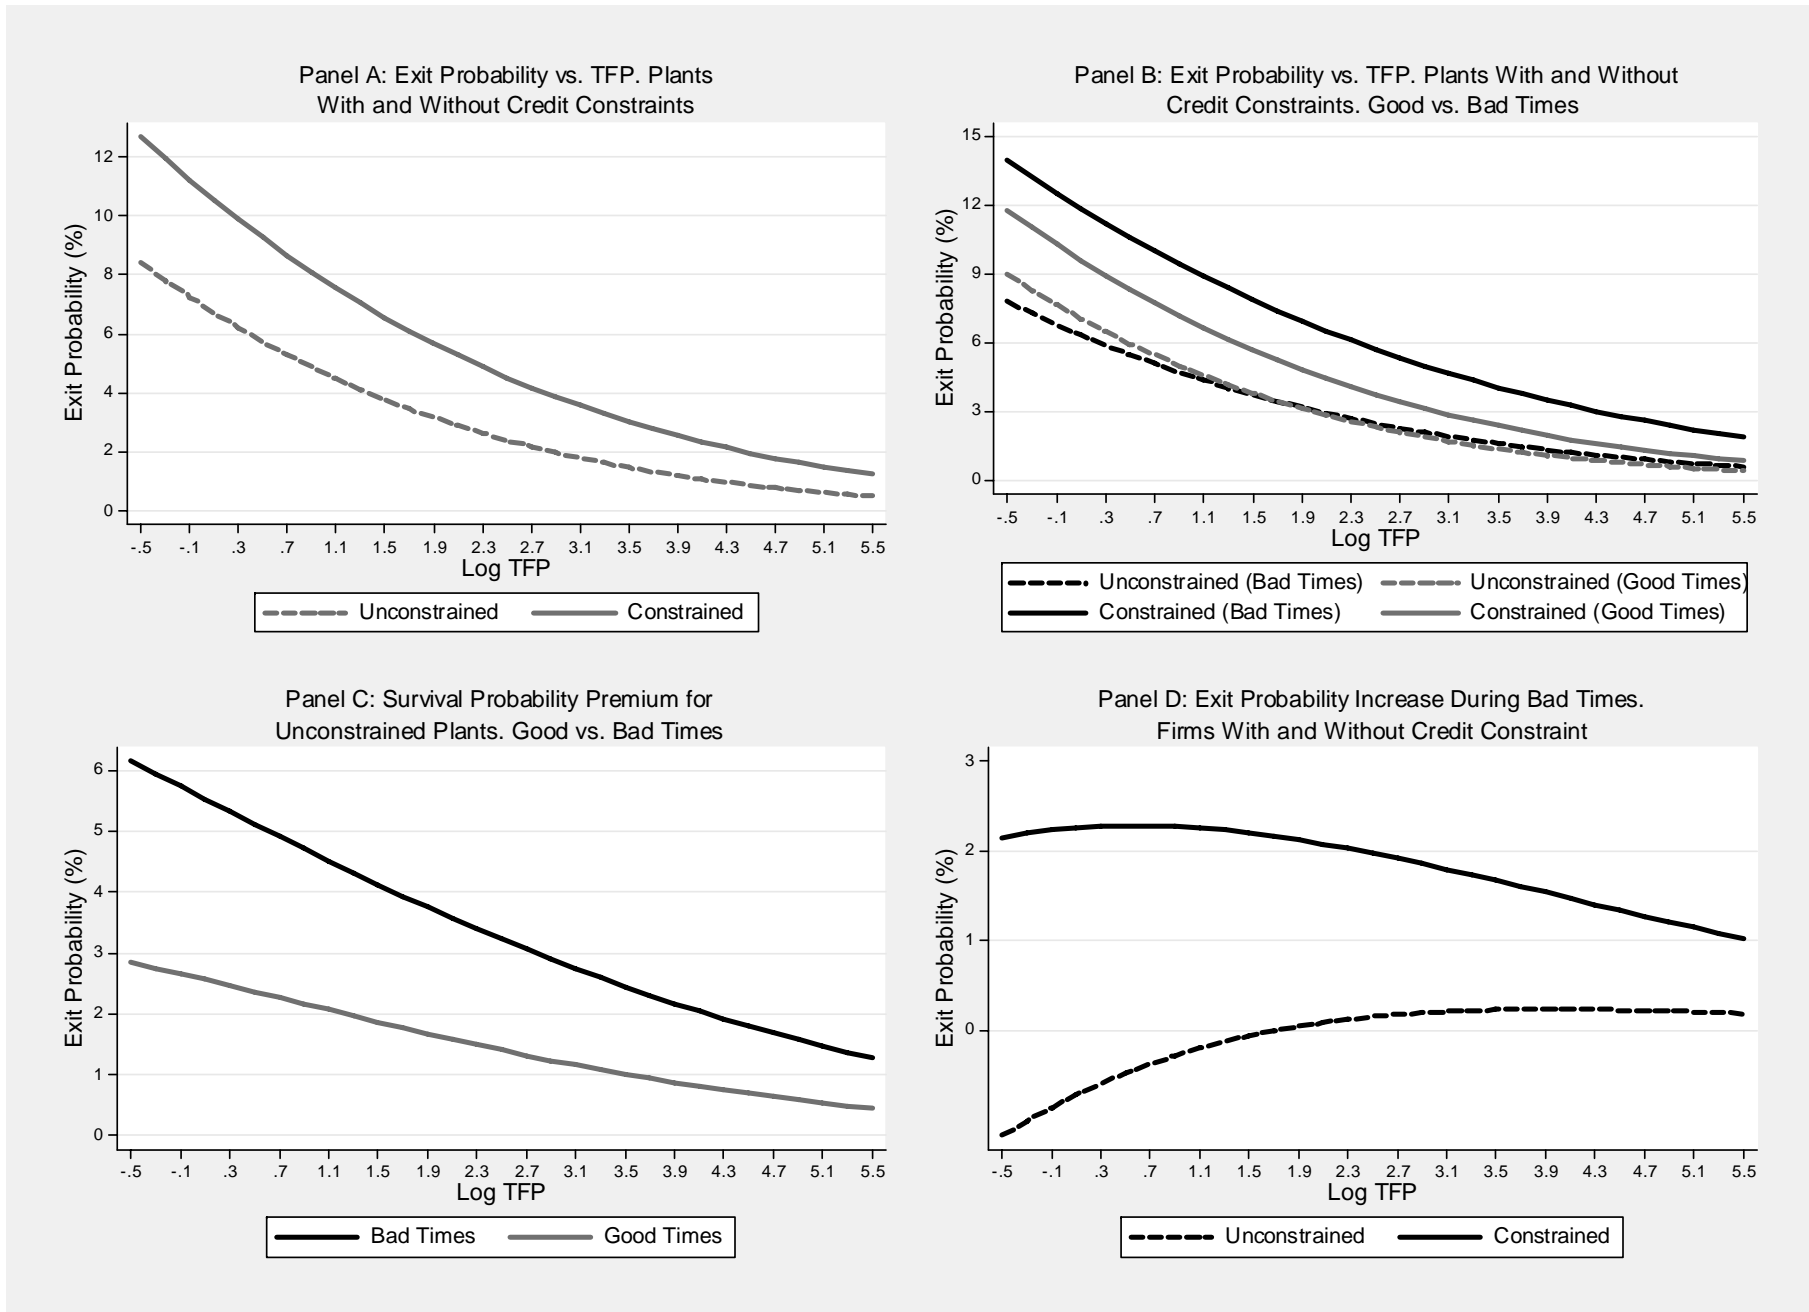 Panel A: Exit Probability vs. TFP. Plants
With and Without Credit Constraints
Exit Probability (%)
12
10
8
6
4
2
0
-.5 -.1 .3 .7 1.1 1.5 1.9 2.3 2.7 3.1 3.5 3.9 4.3 4.7 5.1 5.5
Log TFP
Unconstrained Constrained
Panel B: Exit Probability vs. TFP. Plants With and Without
Credit Constraints. Good vs. Bad Times
Exit Probability (%)
15
12
9
6
3
0
-.5 -.1 .3 .7 1.1 1.5 1.9 2.3 2.7 3.1 3.5 3.9 4.3 4.7 5.1 5.5
Log TFP
Unconstrained (Bad Times) Unconstrained (Good Times)
Constrained (Bad Times) Constrained (Good Times)
Panel C: Survival Probability Premium for
Unconstrained Plants. Good vs. Bad Times
Exit Probability (%)
6
5
4
3
2
1
0
-.5 -.1 .3 .7 1.1 1.5 1.9 2.3 2.7 3.1 3.5 3.9 4.3 4.7 5.1 5.5
Log TFP
Bad Times Good Times
Panel D: Exit Probability Increase During Bad Times.
Firms With and Without Credit Constraint
Exit Probability (%)
3
2
1
0
-.5 -.1 .3 .7 1.1 1.5 1.9 2.3 2.7 3.1 3.5 3.9 4.3 4.7 5.1 5.5
Log TFP
Unconstrained Constrained